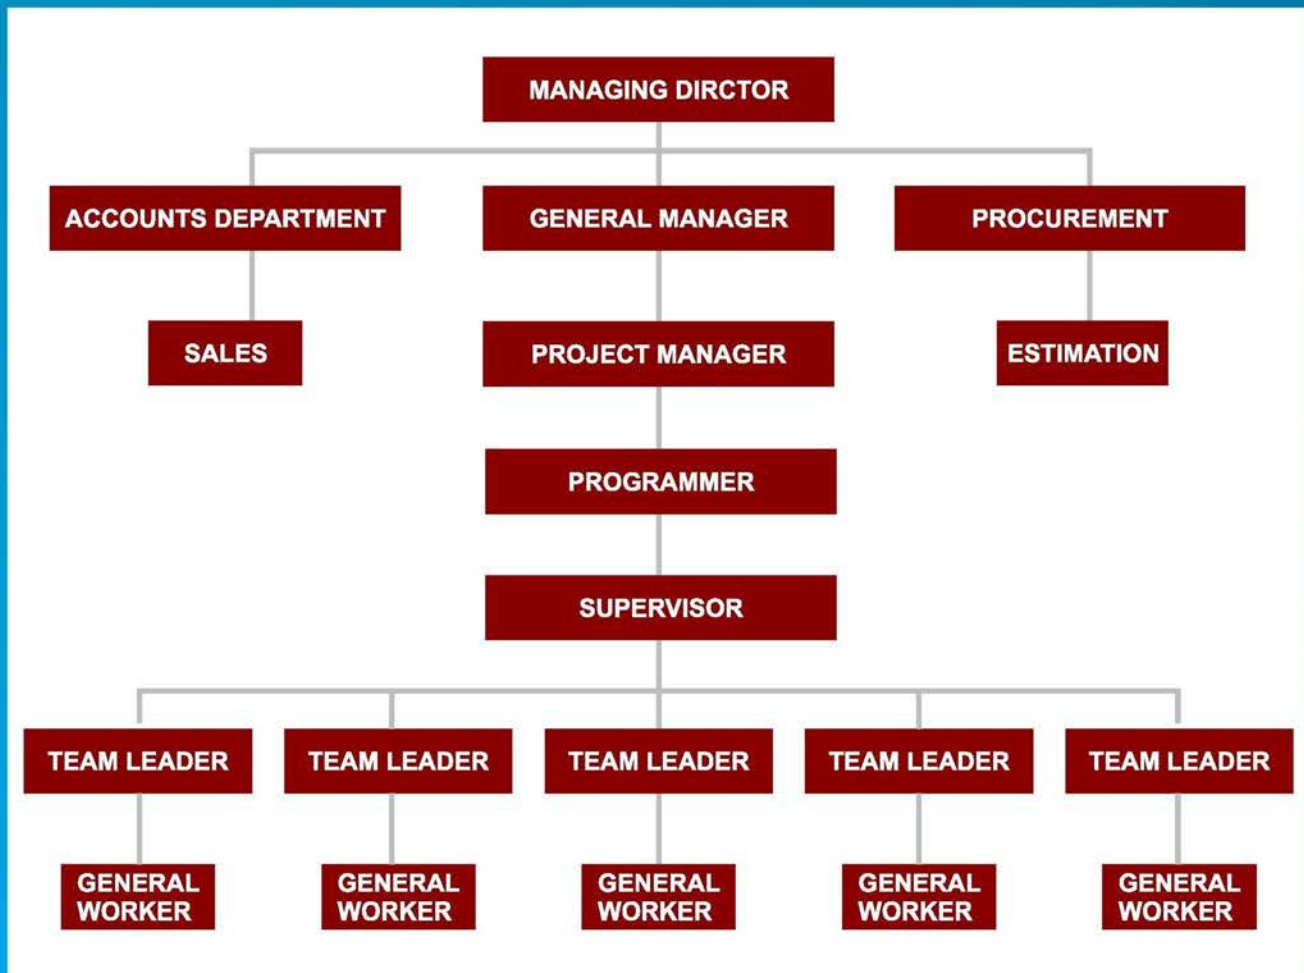 MANAGING DIRCTOR
ACCOUNTS DEPARTMENT
GENERAL MANAGER
PROCUREMENT
SALES
PROJECT MANAGER
ESTIMATION
PROGRAMMER
SUPERVISOR
TEAM LEADER
TEAM LEADER
TEAM LEADER
TEAM LEADER
TEAM LEADER
GENERAL
WORKER
GENERAL
WORKER
GENERAL
WORKER
GENERAL
WORKER
GENERAL
WORKER